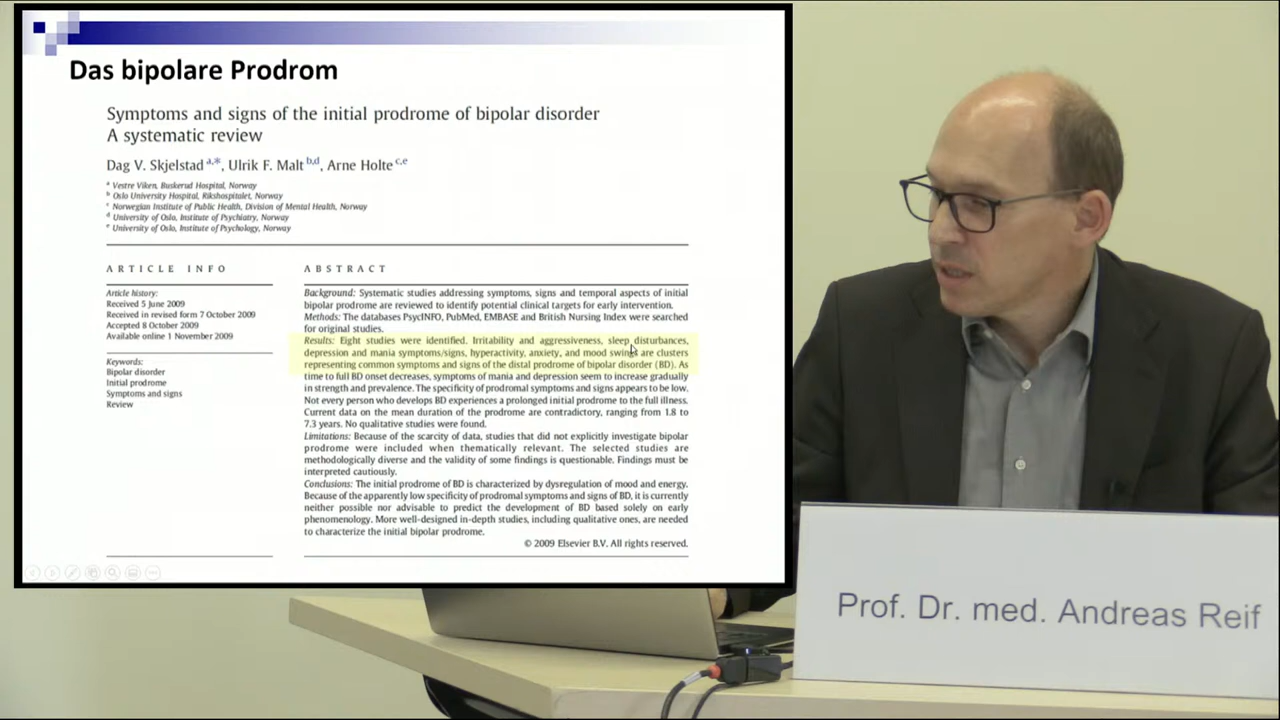 Das bipolare Prodrom
Symptoms and signs of the initial prodrome of bipolar disorder
A systematic review
Dag V. Skjelstad a,*, Ulrik F. Malt b,d, Arne Holte c,e
a Vestre Viken, Buskerud Hospital, Norway
b Oslo University Hospital, Rikshospitalet, Norway
c Norwegian Institute of Public Health, Division of Mental Health, Norway
d University of Oslo, Institute of Psychiatry, Norway
e University of Oslo, Institute of Psychology, Norway
ARTICLE INFO
Article history:
Received 5 June 2009
Received in revised form 7 October 2009
Accepted 8 October 2009
Available online 1 November 2009
Keywords:
Bipolar disorder
Initial prodrome
Symptoms and signs
Review
ABSTRACT
Background: Systematic studies addressing symptoms, signs and temporal aspects of initial
bipolar prodrome are reviewed to identify potential clinical targets for early intervention.
Methods: The databases PsycINFO, PubMed, EMBASE and British Nursing Index were searched
for original studies.
Results: Eight studies were identified. Irritability and aggressiveness, sleep disturbances,
depression and mania symptoms/signs, hyperactivity, anxiety, and mood swings are clusters
representing common symptoms and signs of the distal prodrome of bipolar disorder (BD). As
time to full BD onset decreases, symptoms of mania and depression seem to increase gradually
in strength and prevalence. The specificity of prodromal symptoms and signs appears to be low.
Not every person who develops BD experiences a prolonged initial prodrome to the full illness.
Current data on the mean duration of the prodrome are contradictory, ranging from 1.8 to
7.3 years. No qualitative studies were found.
Limitations: Because of the scarcity of data, studies that did not explicitly investigate bipolar
prodrome were included when thematically relevant. The selected studies are
methodologically diverse and the validity of some findings is questionable. Findings must be
interpreted cautiously.
Conclusions: The initial prodrome of BD is characterized by dysregulation of mood and energy.
Because of the apparently low specificity of prodromal symptoms and signs of BD, it is currently
neither possible nor advisable to predict the development of BD based solely on early
phenomenology. More well-designed in-depth studies, including qualitative ones, are needed
to characterize the initial bipolar prodrome.
© 2009 Elsevier B.V. All rights reserved.
Prof. Dr. med. Andreas Reif